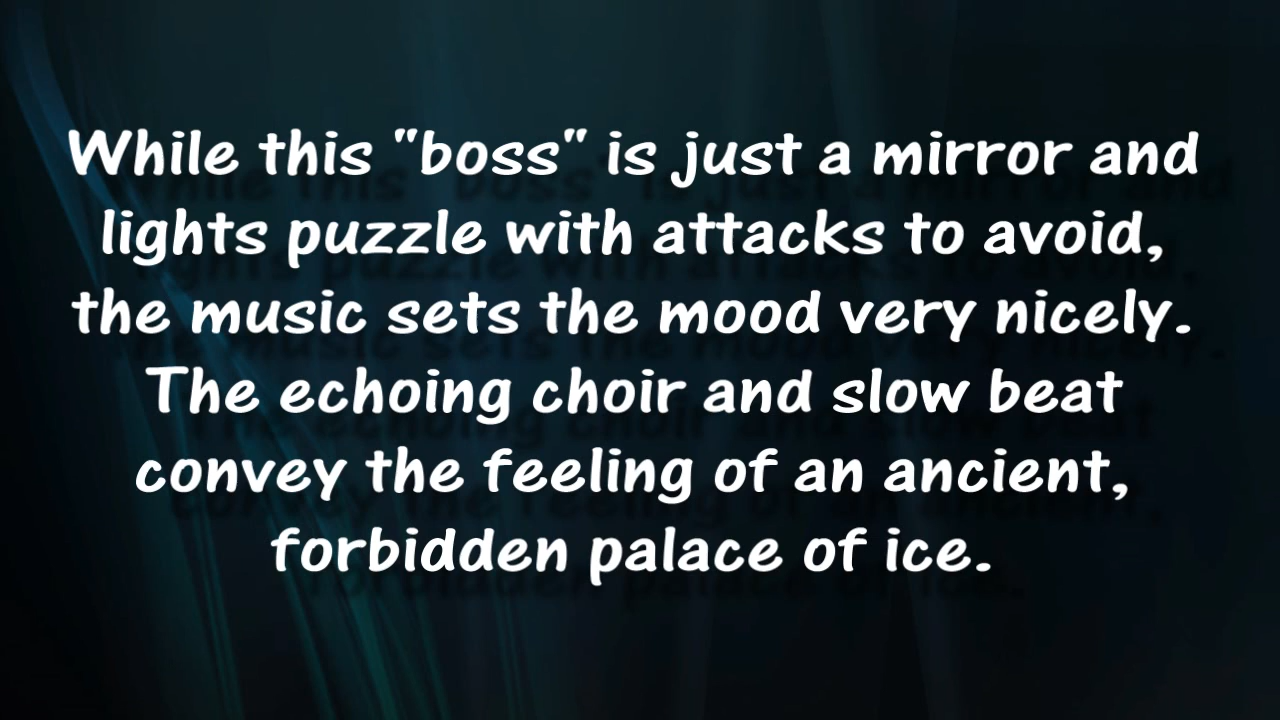 While this "boss" is just a mirror and
lights puzzle with attacks to avoid,
the music sets the mood very nicely.
The echoing choir and slow beat
convey the feeling of an ancient,
forbidden palace of ice.